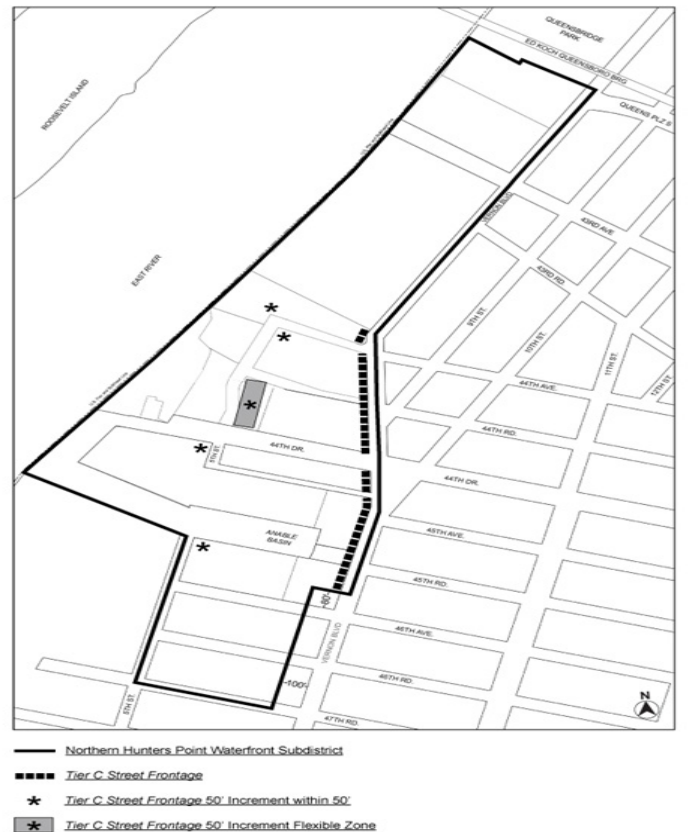 QUEENSBRIDGE
PARK
ED KOCH QUEENSBORO BRG
ROOSEVELT ISLAND
QUEENS PLZ S
VERNON BLVD
43RD AVE
43RD RD.
EAST RIVER
9TH ST.
10TH ST.
11TH ST.
12TH ST.
44TH AVE.
44TH RD.
*
*
*
44TH DR.
*
5TH ST.
44TH DR.
45TH AVE.
ANABLE
BASIN
*
45TH RD.
-80'-
46TH AVE.
VERNON BLVD
46TH RD.
-100'-
5TH ST.
47TH RD.
N
Northern Hunters Point Waterfront Subdistrict
Tier C Street Frontage
* Tier C Street Frontage 50' Increment within 50'
* Tier C Street Frontage 50' Increment Flexible Zone